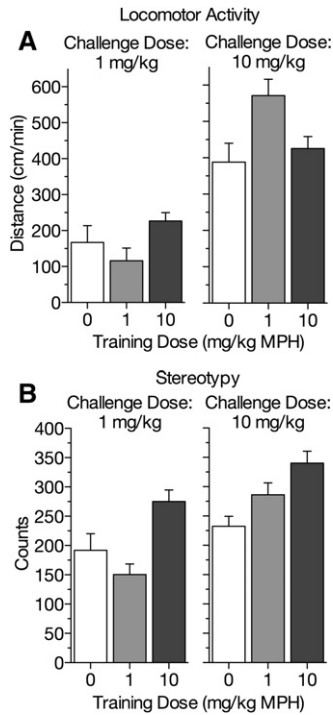 Locomotor Activity
A
Challenge Dose: 1 mg/kg
Challenge Dose: 10 mg/kg
Distance (cm/min)
600
500
400
300
200
100
0
0 1 10
0 1 10
Training Dose (mg/kg MPH)
B
Stereotypy
Challenge Dose: 1 mg/kg
Challenge Dose: 10 mg/kg
Counts
400
350
300
250
200
150
100
50
0
0 1 10
0 1 10
Training Dose (mg/kg MPH)